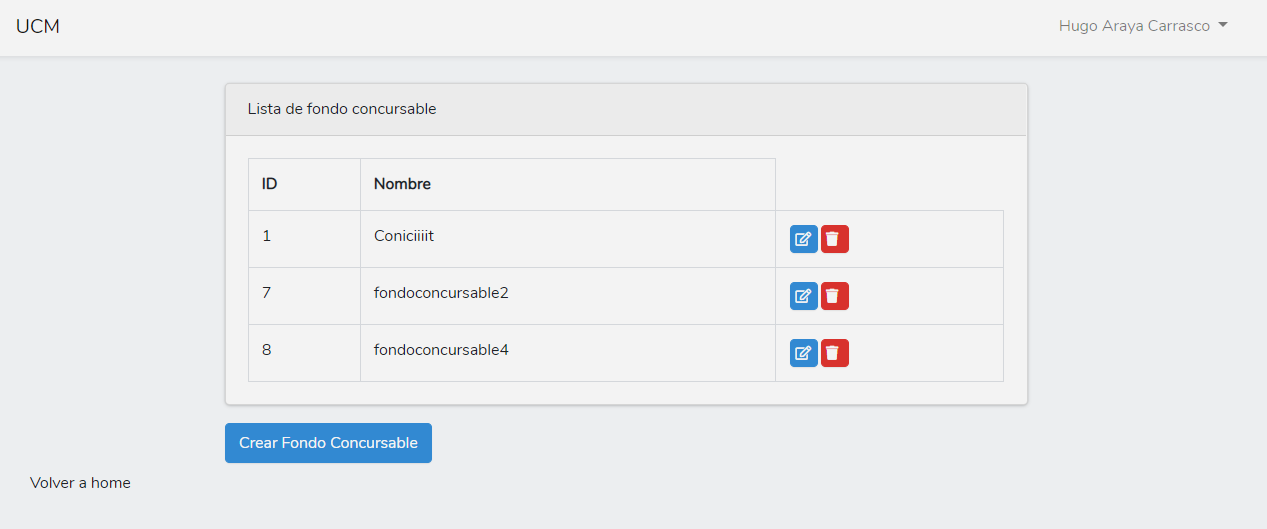 UCM
Hugo Araya Carrasco
Lista de fondo concursable
ID Nombre
1 Coniciiiit
7 fondoconcursable2
8 fondoconcursable4
Crear Fondo Concursable
Volver a home